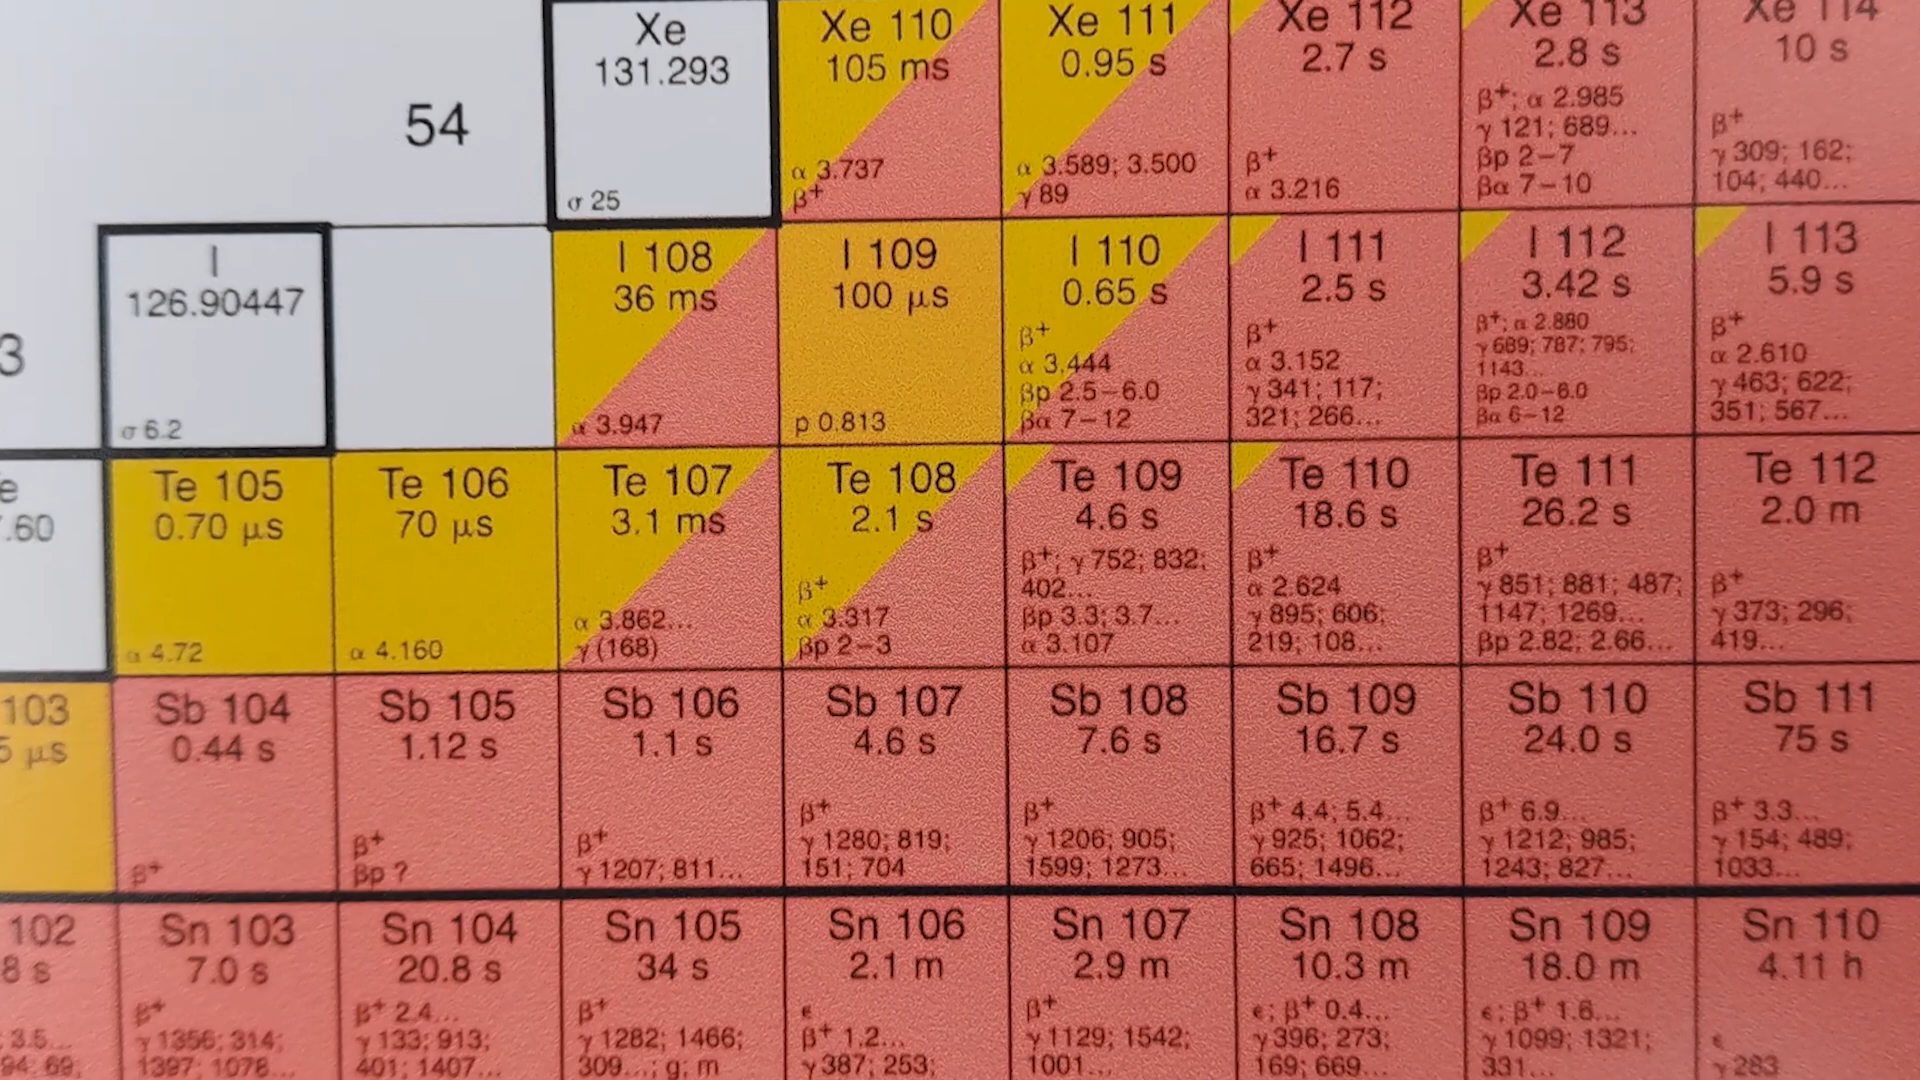 Xe
131.293
σ 25
Xe 110
105 ms
α 3.737
β+
Xe 111
0.95 s
α 3.589; 3.500
γ 89
Xe 112
2.7 s
β+
α 3.216
Xe 113
2.8 s
β+; α 2.985
γ 121; 689...
βp 2–7
βα 7–10
Xe 114
10 s
β+
γ 309; 162;
104; 440...
54
3
I
126.90447
σ 6.2
I 108
36 ms
α 3.947
I 109
100 μs
p 0.813
I 110
0.65 s
β+
α 3.444
βp 2.5–6.0
βα 7–12
I 111
2.5 s
β+
α 3.152
γ 341; 117;
321; 266...
I 112
3.42 s
β+; α 2.880
γ 689; 787; 795;
1143...
βp 2.0–6.0
βα 6–12
I 113
5.9 s
β+
α 2.610
γ 463; 622;
351; 567...
e
.60
Te 105
0.70 μs
α 4.72
Te 106
70 μs
α 4.160
Te 107
3.1 ms
α 3.862...
γ (168)
Te 108
2.1 s
β+
α 3.317
βp 2–3
Te 109
4.6 s
β+; γ 752; 832;
402...
βp 3.3; 3.7...
α 3.107
Te 110
18.6 s
β+
α 2.624
γ 895; 606;
219; 108...
Te 111
26.2 s
β+
γ 851; 881; 487;
1147; 1269...
βp 2.82; 2.66...
Te 112
2.0 m
β+
γ 373; 296;
419...
103
5 μs
Sb 104
0.44 s
β+
Sb 105
1.12 s
β+
βp ?
Sb 106
1.1 s
β+
γ 1207; 811...
Sb 107
4.6 s
β+
γ 1280; 819;
151; 704
Sb 108
7.6 s
β+
γ 1206; 905;
1599; 1273...
Sb 109
16.7 s
β+ 4.4; 5.4...
γ 925; 1062;
665; 1496...
Sb 110
24.0 s
β+ 6.9...
γ 1212; 985;
1243; 827...
Sb 111
75 s
β+ 3.3...
γ 154; 489;
1033...
102
8 s
3.5...
94; 69;
Sn 103
7.0 s
β+
γ 1356; 314;
1397; 1078...
Sn 104
20.8 s
β+ 2.4...
γ 133; 913;
401; 1407...
Sn 105
34 s
β+
γ 1282; 1466;
309...; g; m
Sn 106
2.1 m
ε
β+ 1.2...
γ 387; 253;
Sn 107
2.9 m
β+
γ 1129; 1542;
1001...
Sn 108
10.3 m
ε; β+ 0.4...
γ 396; 273;
169; 669...
Sn 109
18.0 m
ε; β+ 1.6...
γ 1099; 1321;
331...
Sn 110
4.11 h
ε
γ 283